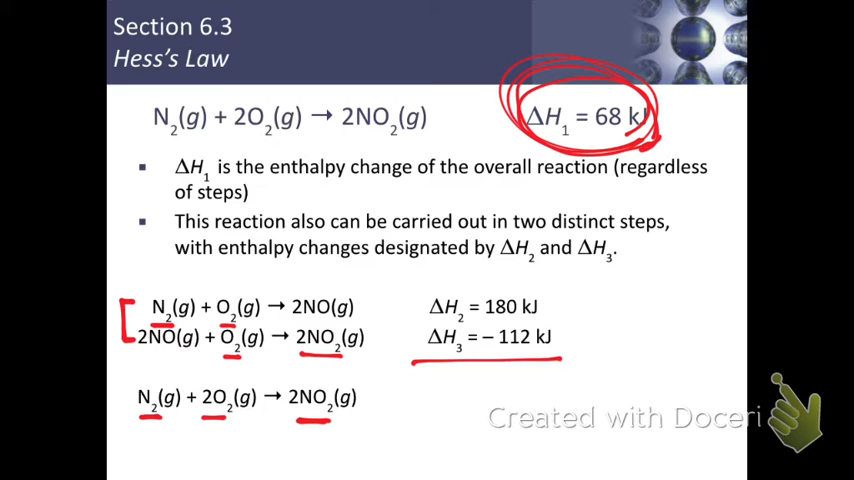 Section 6.3
Hess's Law
N₂(g) + 2O₂(g) → 2NO₂(g) ΔH₁ = 68 kJ
▪ ΔH₁ is the enthalpy change of the overall reaction (regardless
of steps)
▪ This reaction also can be carried out in two distinct steps,
with enthalpy changes designated by ΔH₂ and ΔH₃.
N₂(g) + O₂(g) → 2NO(g) ΔH₂ = 180 kJ
2NO(g) + O₂(g) → 2NO₂(g) ΔH₃ = – 112 kJ
N₂(g) + 2O₂(g) → 2NO₂(g)
Created with Doceri